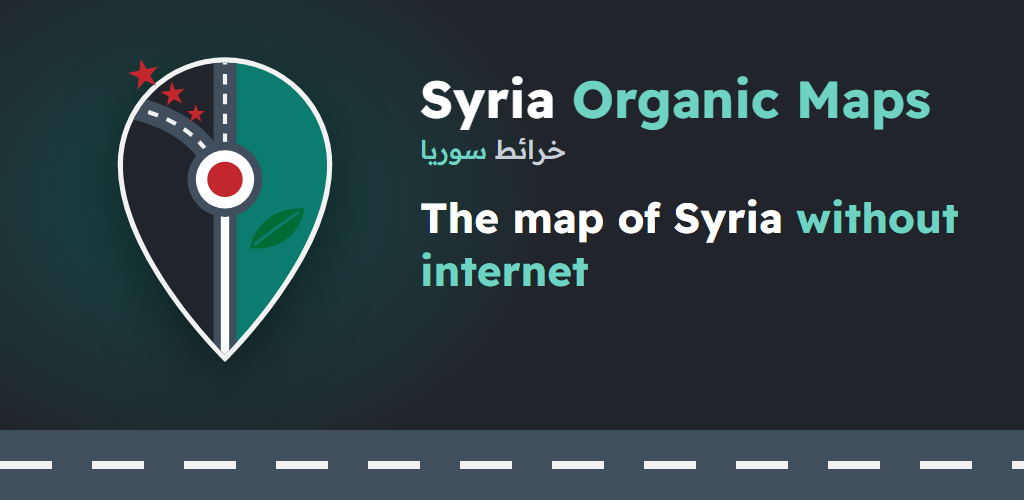 Syria Organic Maps
خرائط سوريا
The map of Syria without
internet